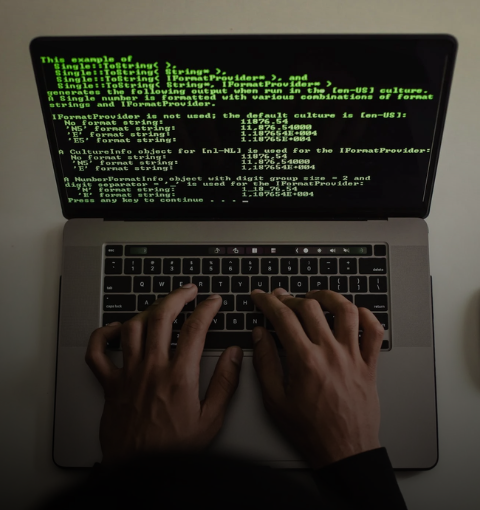 This example of
Single::ToString( ),
Single::ToString( String^ ),
Single::ToString( IFormatProvider^ ), and
Single::ToString( String^, IFormatProvider^ )
generates the following output when run in the [en-US] culture.
A Single number is formatted with various combinations of format
strings and IFormatProvider.
IFormatProvider is not used; the default culture is [en-US]:
No format string: 11876.54
'N5' format string: 11,876.54000
'E' format string: 1.187654E+004
'E5' format string: 1.18765E+004
A CultureInfo object for [nl-NL] is used for the IFormatProvider:
No format string: 11876,54
'N5' format string: 11.876,54000
'E' format string: 1,187654E+004
A NumberFormatInfo object with digit group size = 2 and
digit separator = '_' is used for the IFormatProvider:
'N' format string: 1_18_76.54
'E' format string: 1.187654E+004
Press any key to continue . . . _
Q W E R T Y U I O P
A G H
V B N